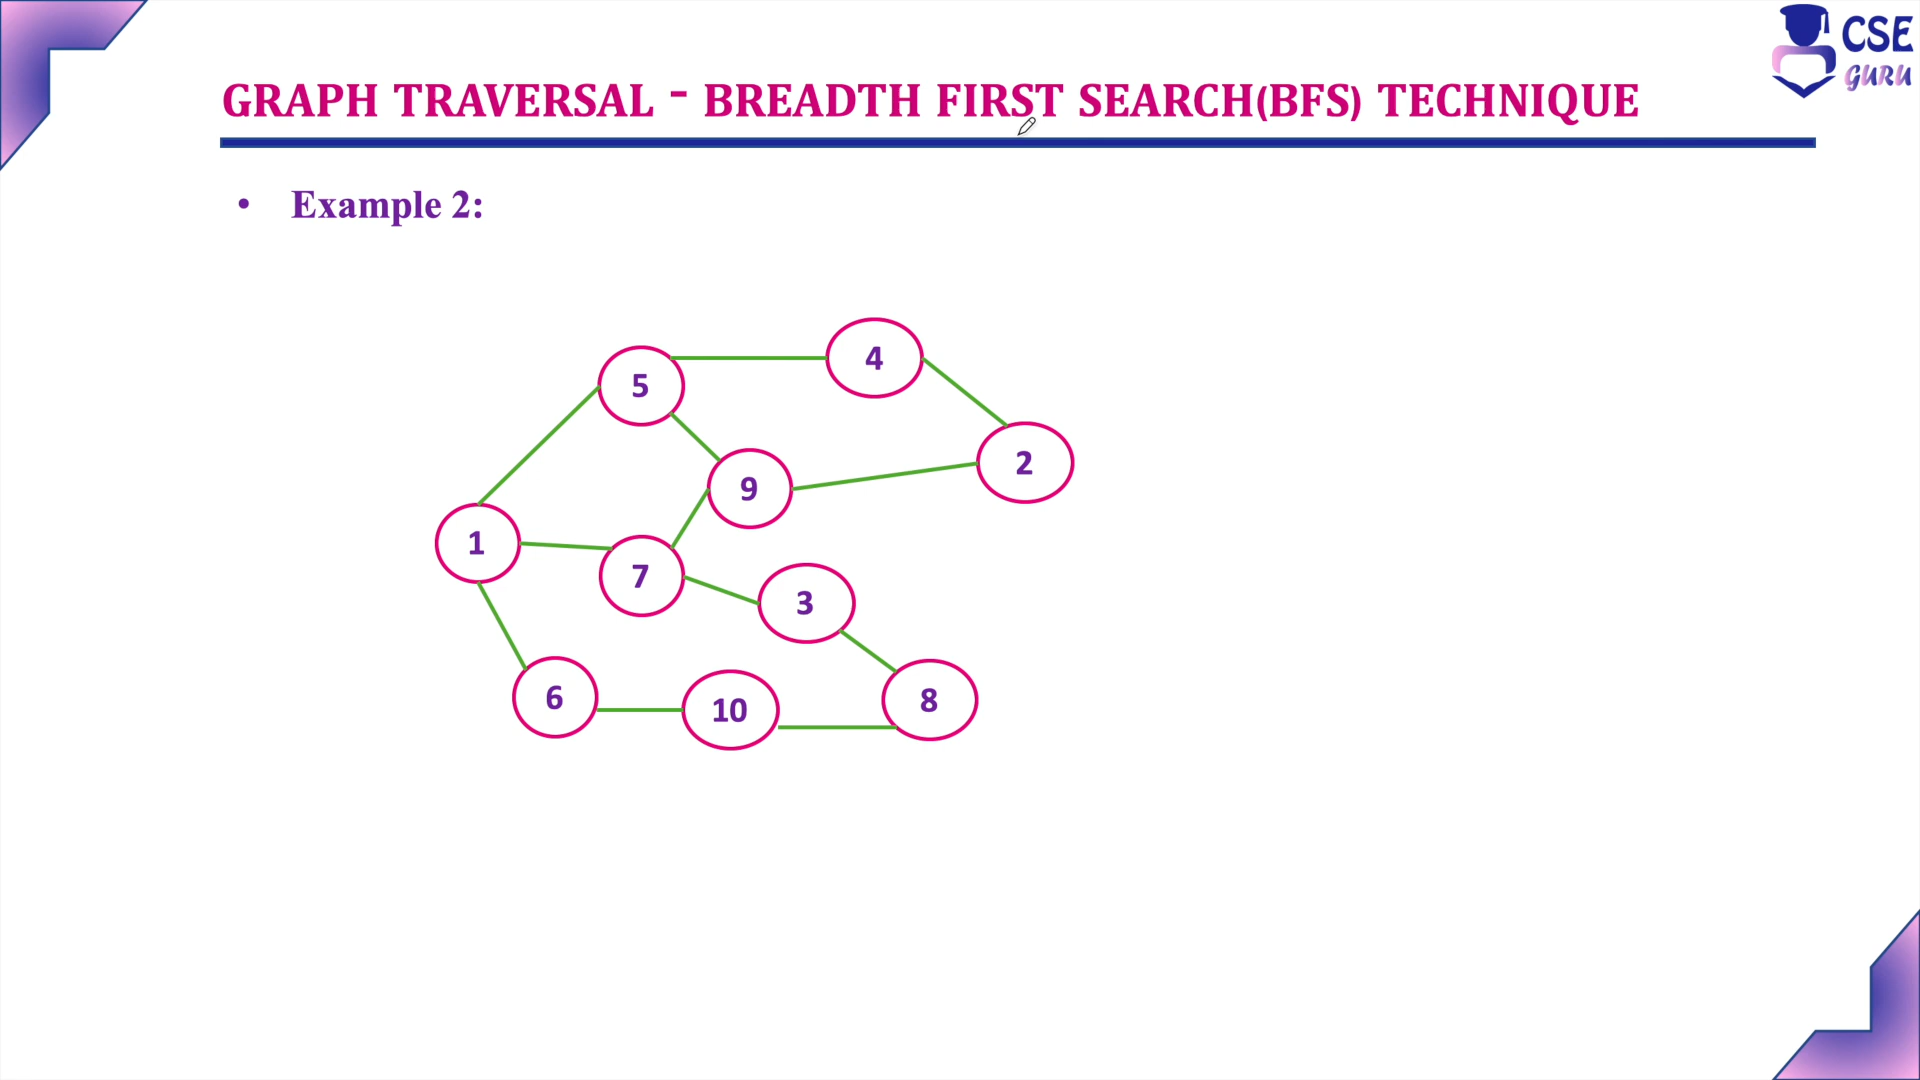 CSE
GURU
GRAPH TRAVERSAL - BREADTH FIRST SEARCH(BFS) TECHNIQUE
• Example 2:
4
5
2
9
1
7
3
6
10
8